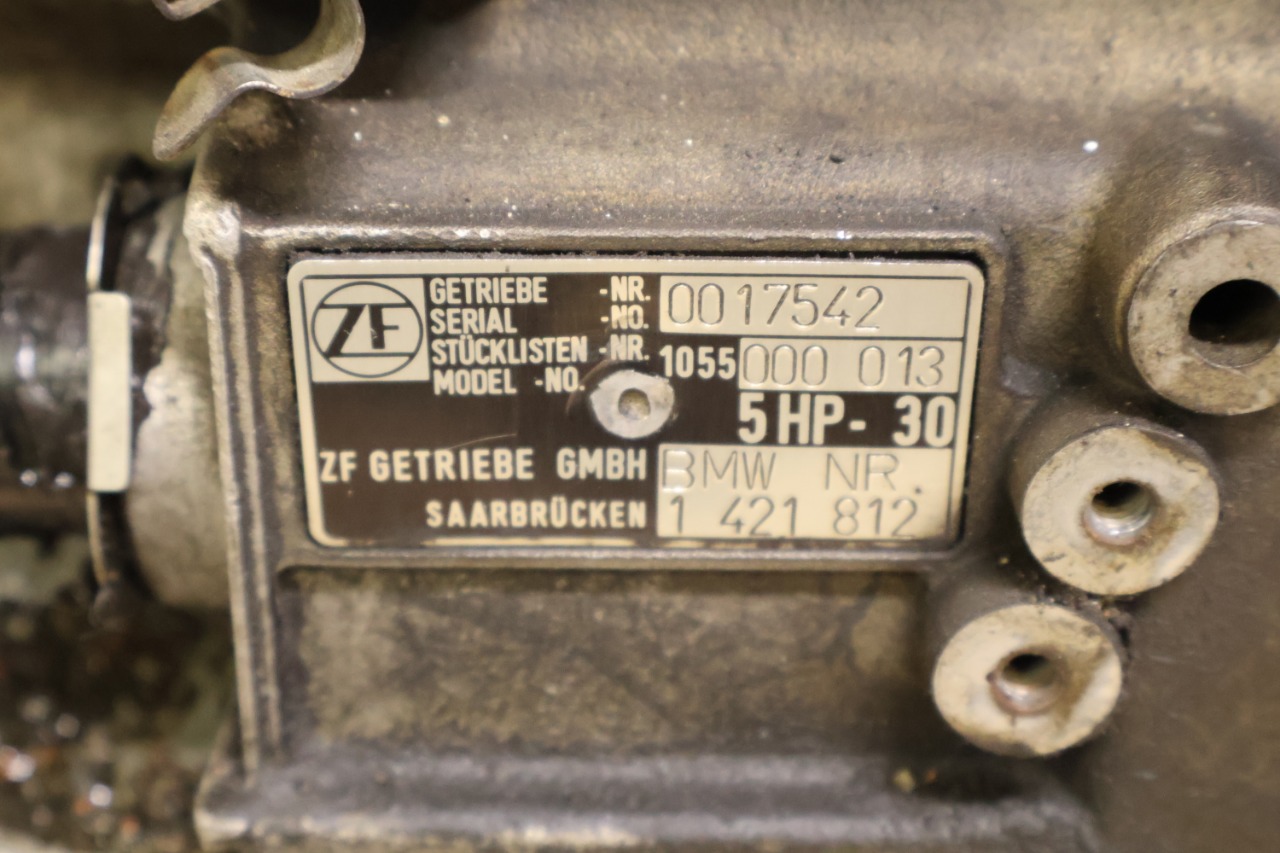 ZF
GETRIEBE -NR. 0017542
SERIAL -NO.
STÜCKLISTEN -NR. 1055 000 013
MODEL -NO.
5 HP - 30
ZF GETRIEBE GMBH BMW NR.
SAARBRÜCKEN 1 421 812